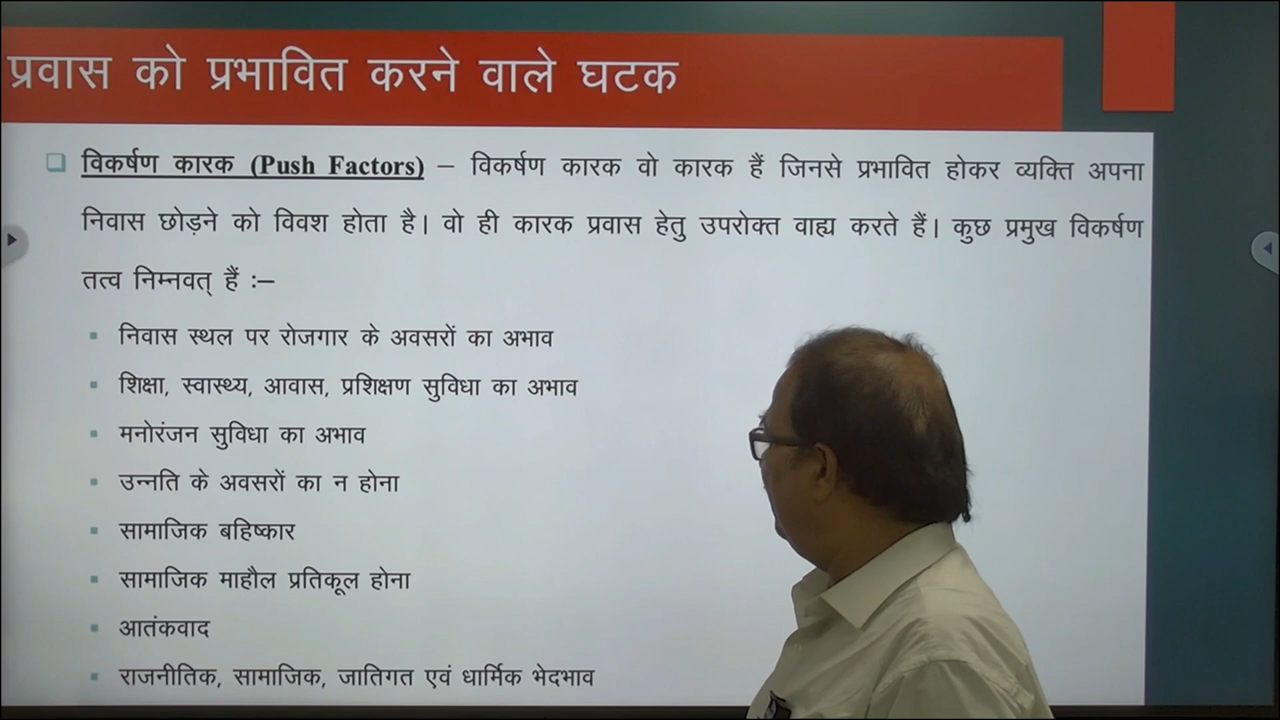 प्रवास को प्रभावित करने वाले घटक
विकर्षण कारक (Push Factors) – विकर्षण कारक वो कारक हैं जिनसे प्रभावित होकर व्यक्ति अपना
निवास छोड़ने को विवश होता है। वो ही कारक प्रवास हेतु उपरोक्त वाह्य करते हैं। कुछ प्रमुख विकर्षण
तत्व निम्नवत् हैं :–
निवास स्थल पर रोजगार के अवसरों का अभाव
शिक्षा, स्वास्थ्य, आवास, प्रशिक्षण सुविधा का अभाव
मनोरंजन सुविधा का अभाव
उन्नति के अवसरों का न होना
सामाजिक बहिष्कार
सामाजिक माहौल प्रतिकूल होना
आतंकवाद
राजनीतिक, सामाजिक, जातिगत एवं धार्मिक भेदभाव